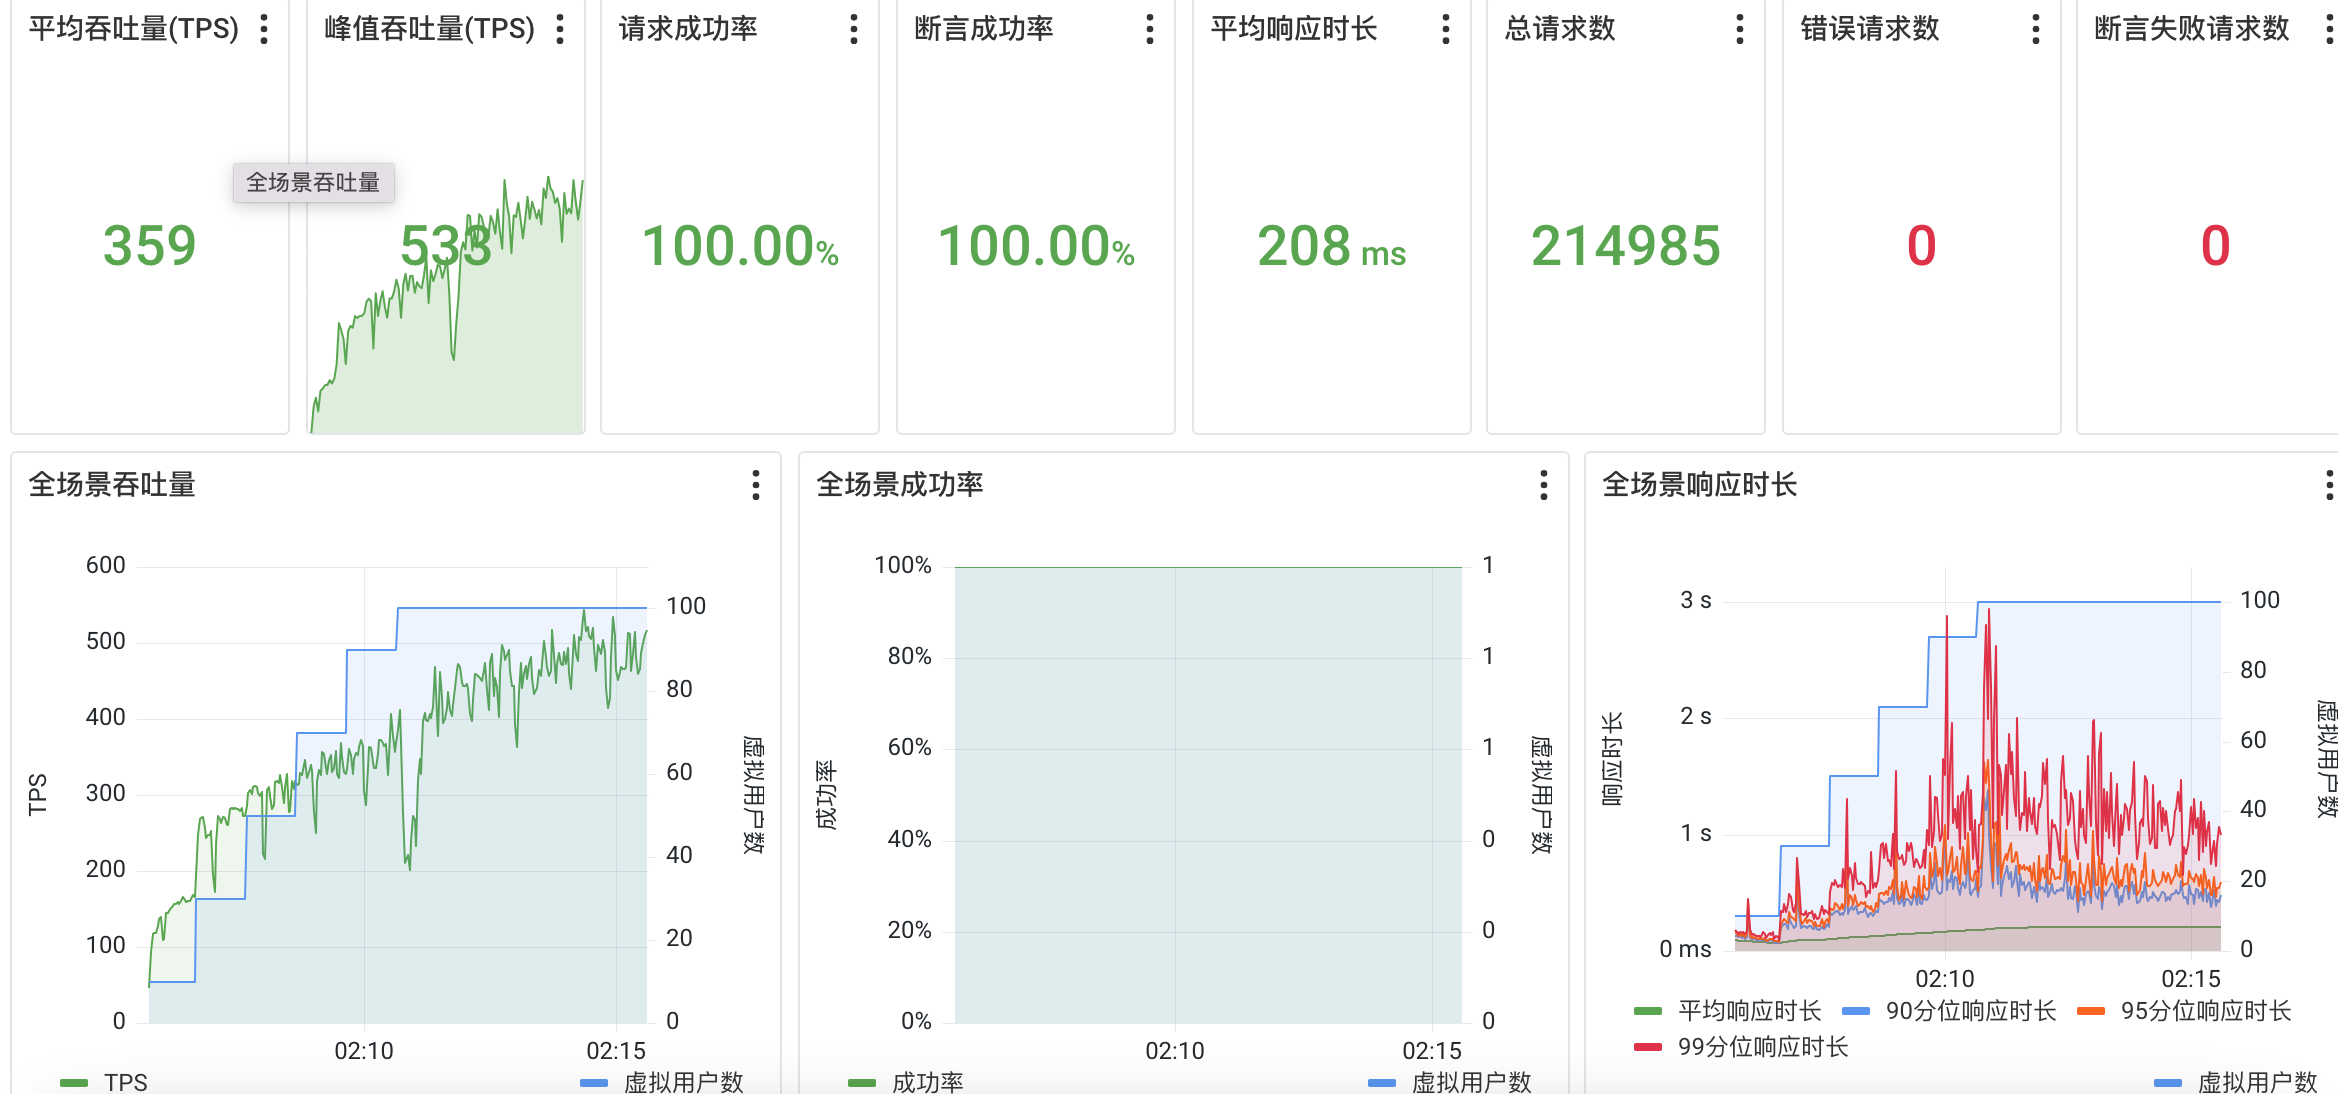 平均吞吐量(TPS)
峰值吞吐量(TPS)
请求成功率
断言成功率
平均响应时长
总请求数
错误请求数
断言失败请求数
全场景吞吐量
359
533
100.00%
100.00%
208 ms
214985
0
0
全场景吞吐量
600
500
400
300
200
100
0
TPS
100
80
60
40
20
0
虚拟用户数
02:10
02:15
TPS
虚拟用户数
全场景成功率
100%
80%
60%
40%
20%
0%
成功率
1
1
1
0
0
0
虚拟用户数
02:10
02:15
成功率
虚拟用户数
全场景响应时长
3 s
2 s
1 s
0 ms
响应时长
100
80
60
40
20
0
虚拟用户数
02:10
02:15
平均响应时长
90分位响应时长
95分位响应时长
99分位响应时长
虚拟用户数